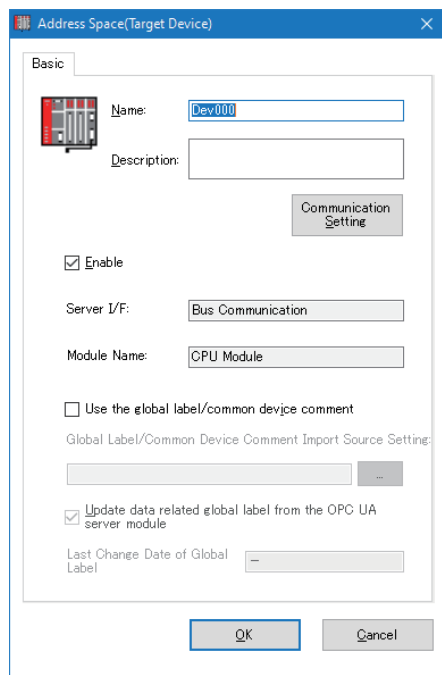 Address Space(Target Device)
Basic
Name:
Dev000
Description:
Communication
Setting
Enable
Server I/F:
Bus Communication
Module Name:
CPU Module
Use the global label/common device comment
Global Label/Common Device Comment Import Source Setting:
...
Update data related global label from the OPC UA
server module
Last Change Date of Global
Label
—
OK
Cancel